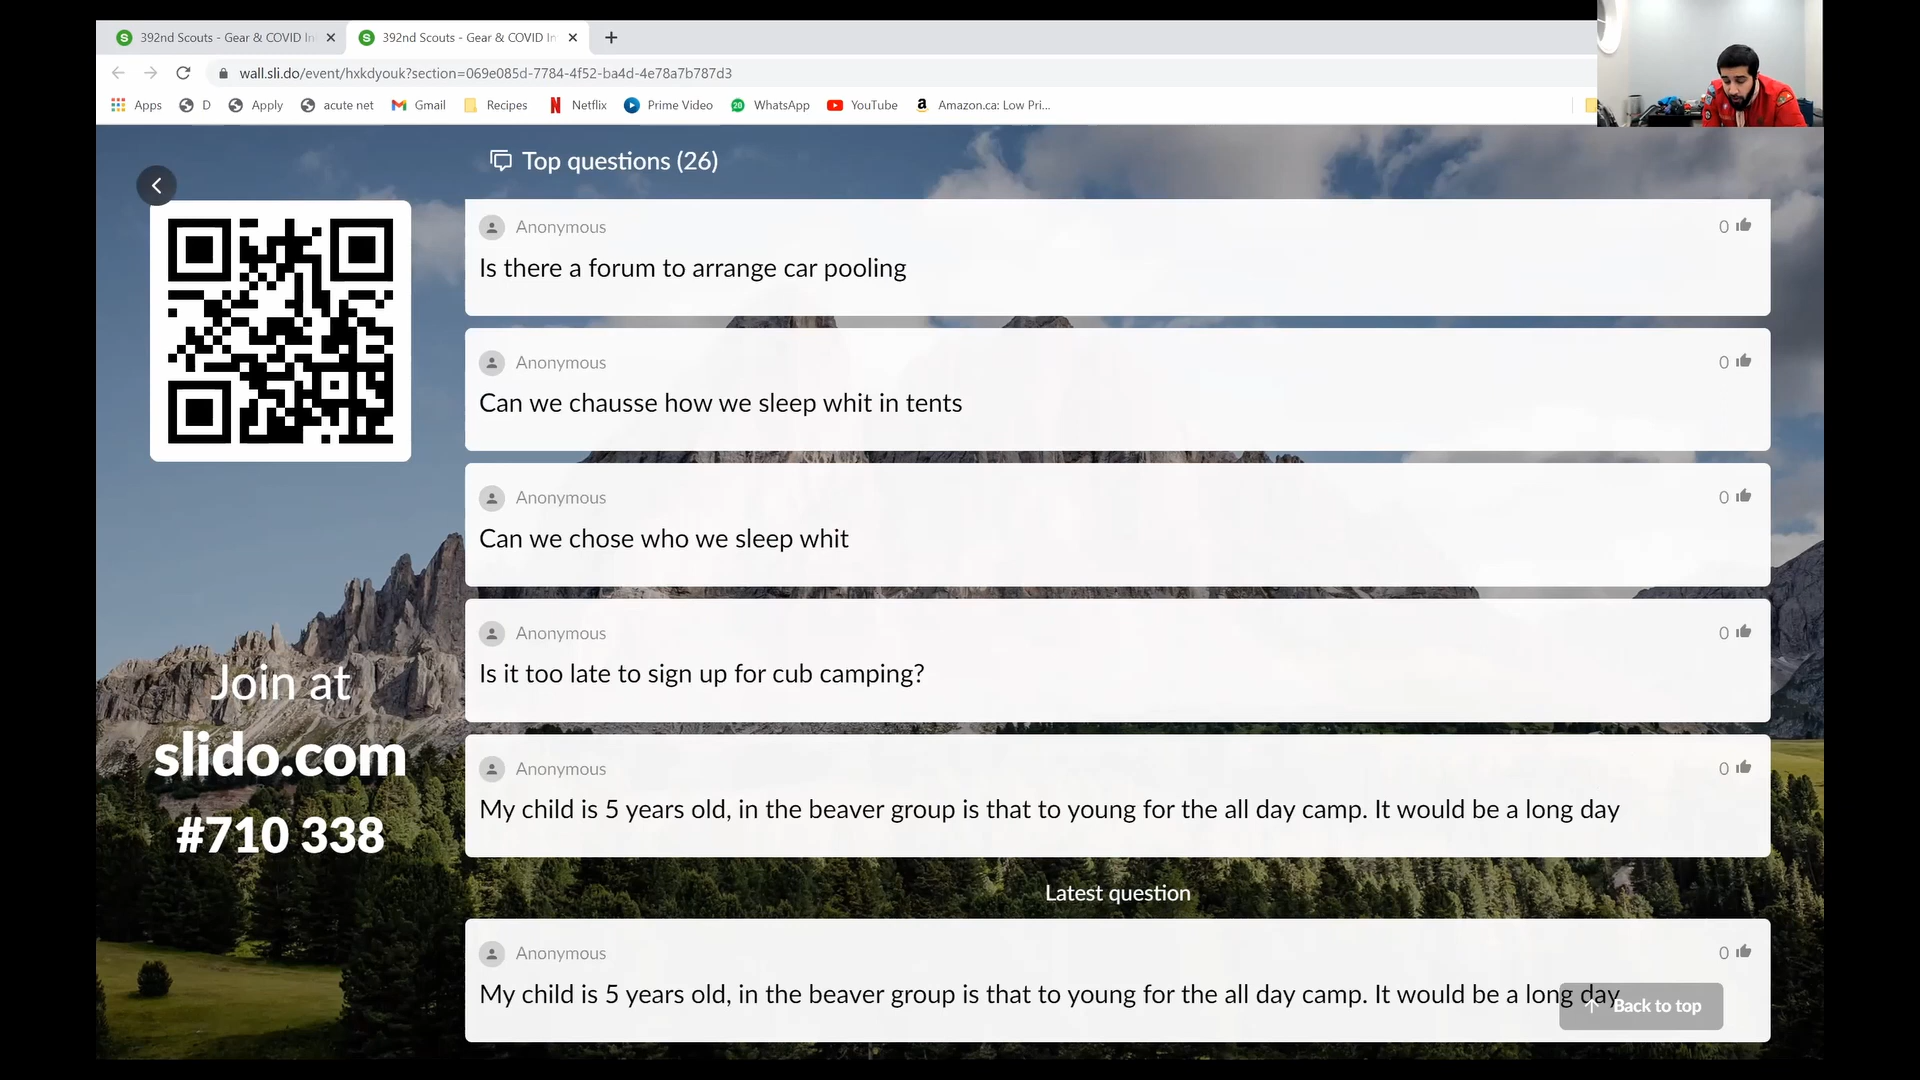 392nd Scouts - Gear & COVID In
392nd Scouts - Gear & COVID In
wall.sli.do/event/hxkdyouk?section=069e085d-7784-4f52-ba4d-4e78a7b787d3
Apps D Apply acute net Gmail Recipes Netflix Prime Video 20 WhatsApp YouTube Amazon.ca: Low Pri...
Top questions (26)
Anonymous 0
Is there a forum to arrange car pooling
Anonymous 0
Can we chausse how we sleep whit in tents
Anonymous 0
Can we chose who we sleep whit
Anonymous 0
Is it too late to sign up for cub camping?
Anonymous 0
My child is 5 years old, in the beaver group is that to young for the all day camp. It would be a long day
Latest question
Anonymous 0
My child is 5 years old, in the beaver group is that to young for the all day camp. It would be a long day
Back to top
Join at
slido.com
#710 338